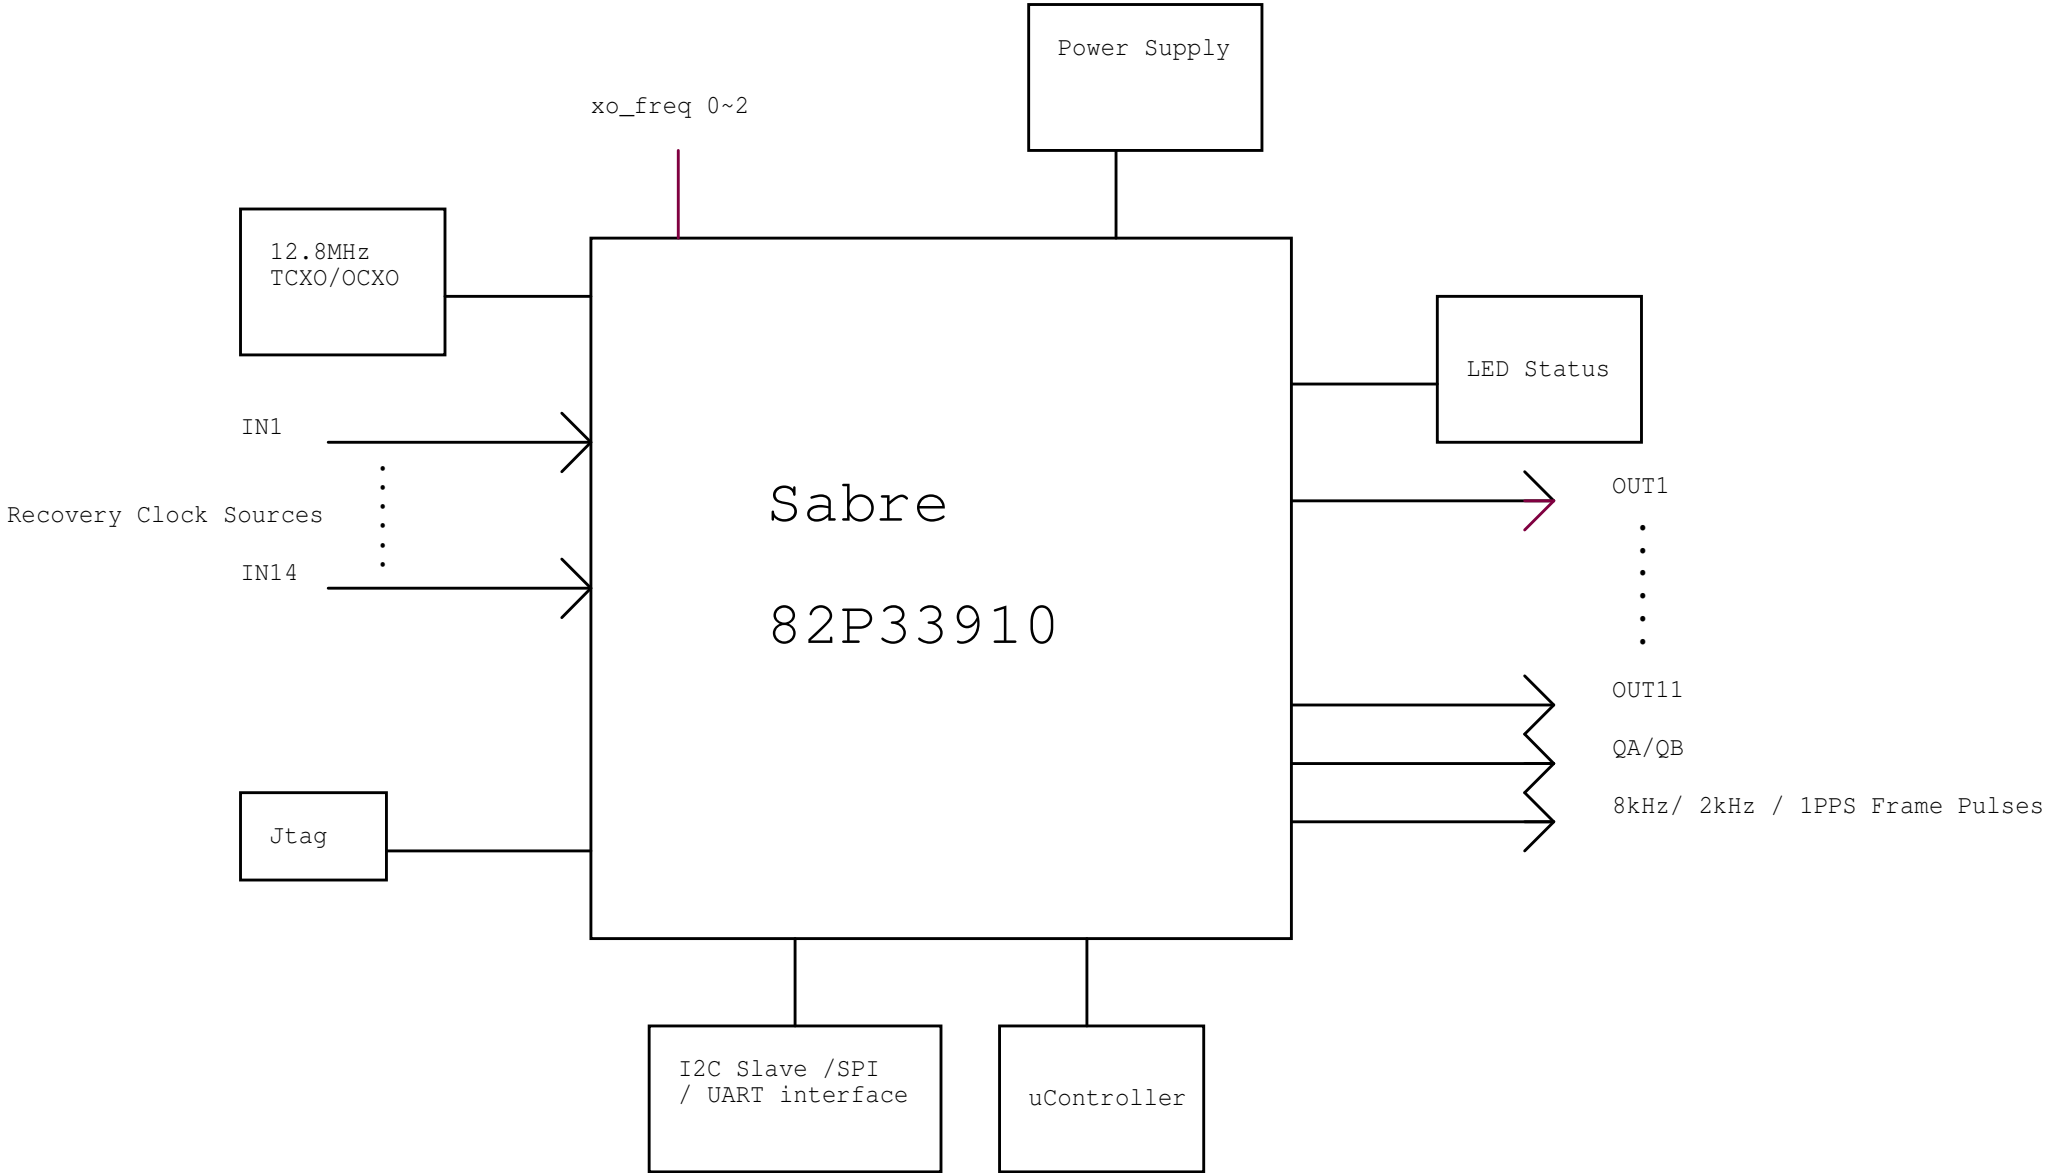 Power Supply
xo_freq 0~2
12.8MHz
TCXO/OCXO
LED Status
IN1
Recovery Clock Sources
IN14
Sabre
82P33910
OUT1
OUT11
QA/QB
8kHz/ 2kHz / 1PPS Frame Pulses
Jtag
I2C Slave /SPI
/ UART interface
uController